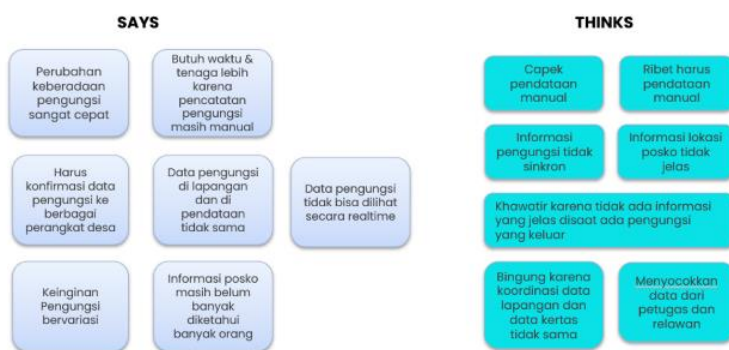 SAYS
Perubahan
keberadaan
pengungsi
sangat cepat
Butuh waktu &
tenaga lebih
karena
pencatatan
pengungsi
masih manual
Harus
konfirmasi data
pengungsi ke
berbagai
perangkat desa
Data pengungsi
di lapangan
dan di
pendataan
tidak sama
Data pengungsi
tidak bisa dilihat
secara realtime
Keinginan
Pengungsi
bervariasi
Informasi posko
masih belum
banyak
diketahui
banyak orang
THINKS
Capek
pendataan
manual
Ribet harus
pendataan
manual
Informasi
pengungsi tidak
sinkron
Informasi lokasi
posko tidak
jelas
Khawatir karena tidak ada informasi
yang jelas disaat ada pengungsi
yang keluar
Bingung karena
koordinasi data
lapangan dan
data kertas
tidak sama
Menyocokkan
data dari
petugas dan
relawan